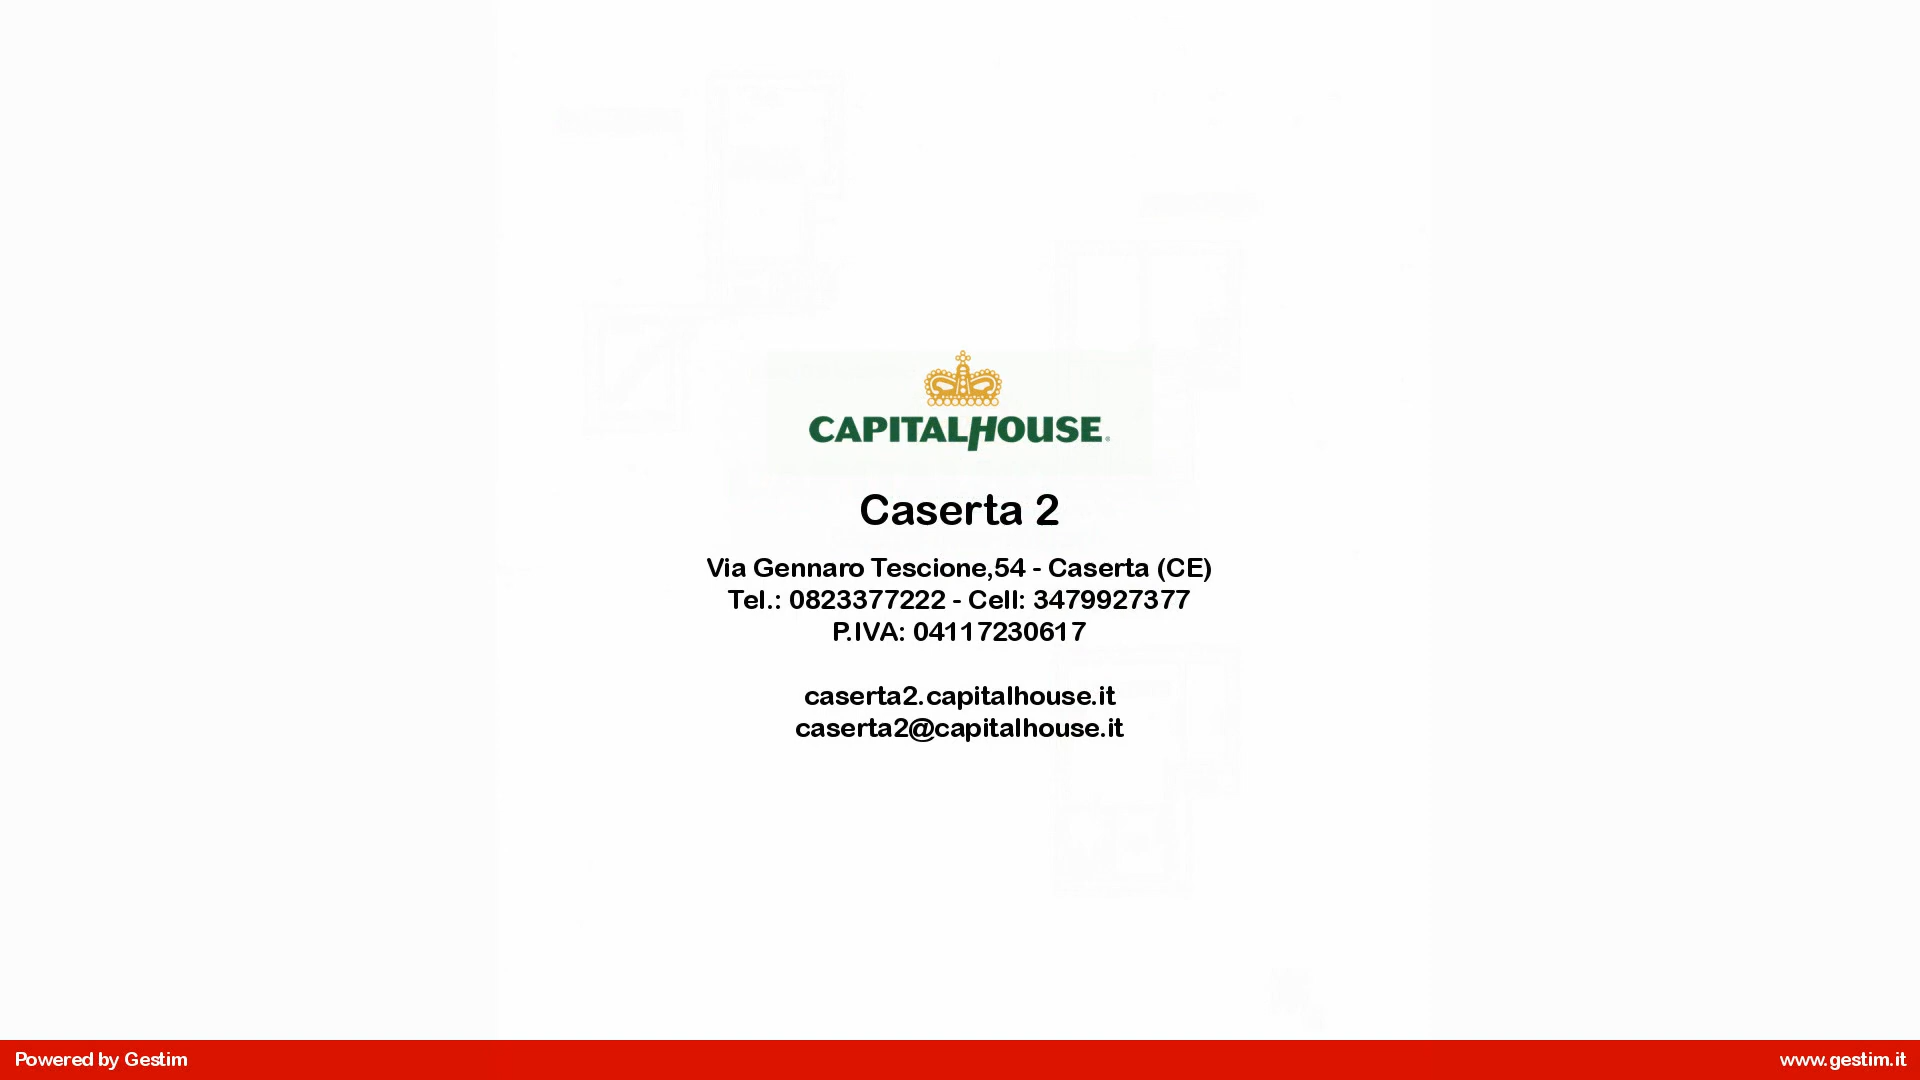 CAPITALHOUSE
Caserta 2
Via Gennaro Tescione,54 - Caserta (CE)
Tel.: 0823377222 - Cell: 3479927377
P.IVA: 04117230617
caserta2.capitalhouse.it
caserta2@capitalhouse.it
Powered by Gestim
www.gestim.it